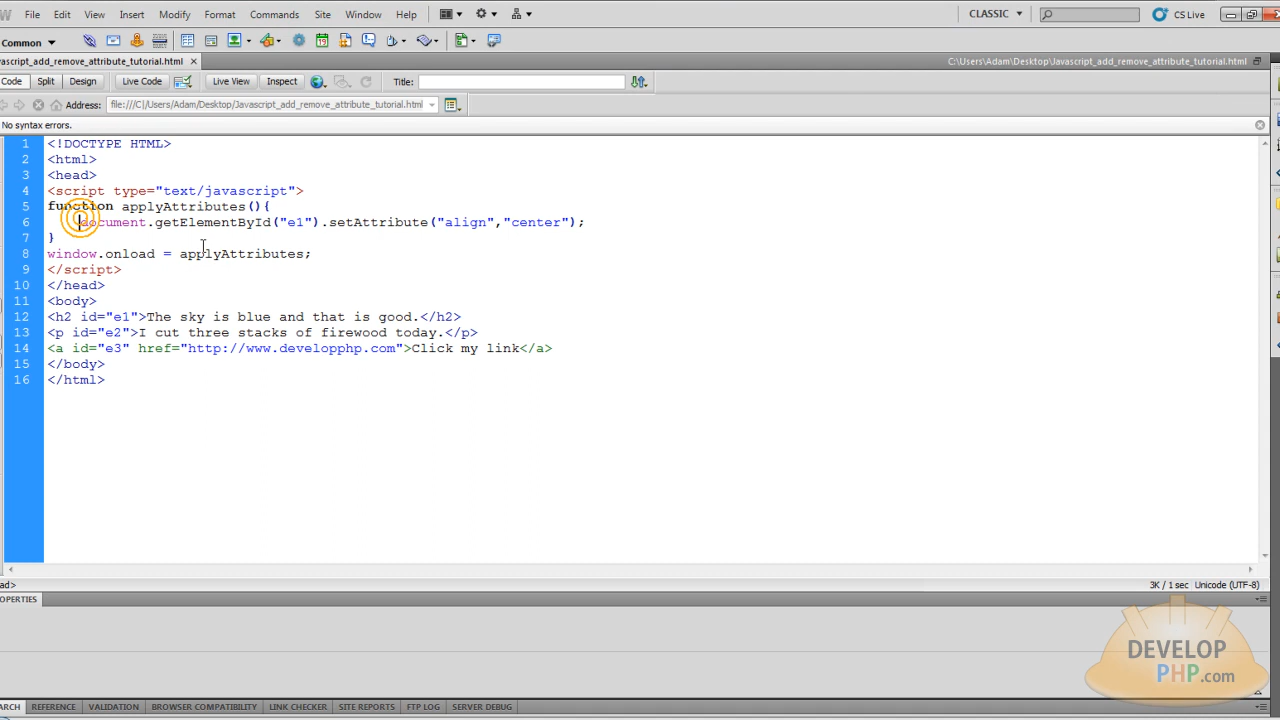 W File Edit View Insert Modify Format Commands Site Window Help CLASSIC CS Live
Common
vascript_add_remove_attribute_tutorial.html × C:\Users\Adam\Desktop\Javascript_add_remove_attribute_tutorial.html
Code Split Design Live Code Live View Inspect Title:
Address: file:///C|/Users/Adam/Desktop/Javascript_add_remove_attribute_tutorial.html
No syntax errors.
1 <!DOCTYPE HTML>
2 <html>
3 <head>
4 <script type="text/javascript">
5 function applyAttributes(){
6 document.getElementById("e1").setAttribute("align","center");
7 }
8 window.onload = applyAttributes;
9 </script>
10 </head>
11 <body>
12 <h2 id="e1">The sky is blue and that is good.</h2>
13 <p id="e2">I cut three stacks of firewood today.</p>
14 <a id="e3" href="http://www.developphp.com">Click my link</a>
15 </body>
16 </html>
ad> 3K / 1 sec Unicode (UTF-8)
OPERTIES
DEVELOP
PHP.com
ARCH REFERENCE VALIDATION BROWSER COMPATIBILITY LINK CHECKER SITE REPORTS FTP LOG SERVER DEBUG